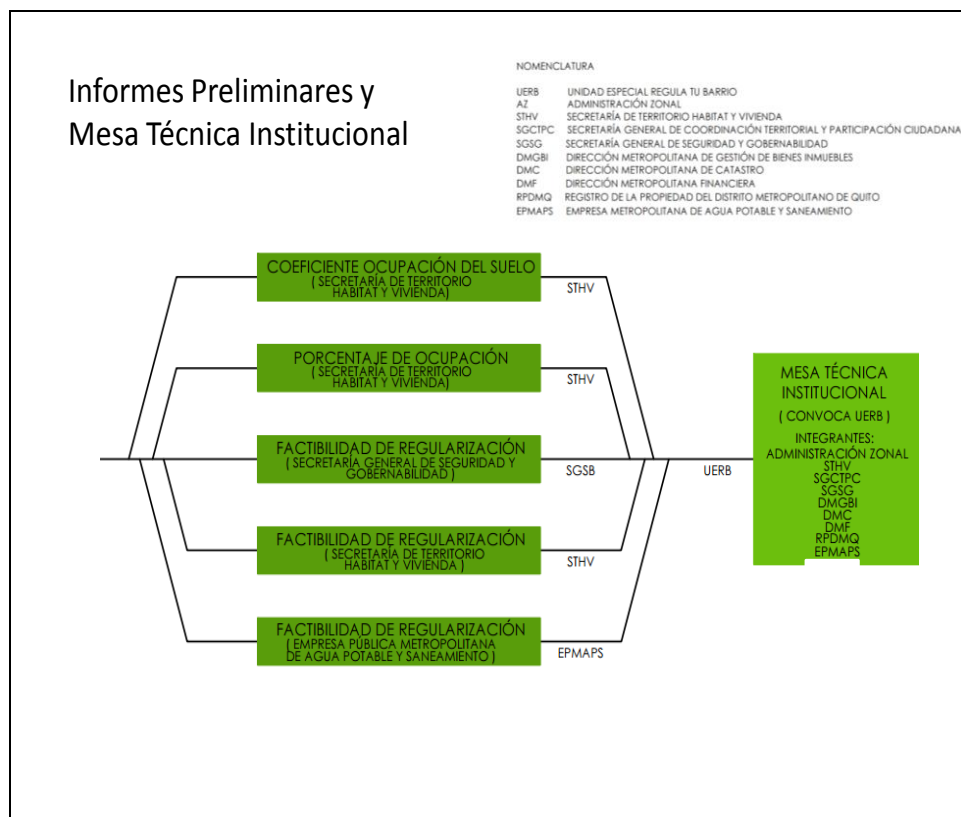 Informes Preliminares y
Mesa Técnica Institucional
NOMENCLATURA
UERB UNIDAD ESPECIAL REGULA TU BARRIO
AZ ADMINISTRACIÓN ZONAL
STHV SECRETARÍA DE TERRITORIO HABITAT Y VIVIENDA
SGCTPC SECRETARÍA GENERAL DE COORDINACIÓN TERRITORIAL Y PARTICIPACIÓN CIUDADANA
SGSG SECRETARÍA GENERAL DE SEGURIDAD Y GOBERNABILIDAD
DMGBI DIRECCIÓN METROPOLITANA DE GESTIÓN DE BIENES INMUEBLES
DMC DIRECCIÓN METROPOLITANA DE CATASTRO
DMF DIRECCIÓN METROPOLITANA FINANCIERA
RPDMQ REGISTRO DE LA PROPIEDAD DEL DISTRITO METROPOLITANO DE QUITO
EPMAPS EMPRESA METROPOLITANA DE AGUA POTABLE Y SANEAMIENTO
COEFICIENTE OCUPACIÓN DEL SUELO
( SECRETARÍA DE TERRITORIO
HABITAT Y VIVIENDA)
STHV
PORCENTAJE DE OCUPACIÓN
( SECRETARÍA DE TERRITORIO
HABITAT Y VIVIENDA)
STHV
FACTIBILIDAD DE REGULARIZACIÓN
( SECRETARÍA GENERAL DE SEGURIDAD Y
GOBERNABILIDAD )
SGSB
FACTIBILIDAD DE REGULARIZACIÓN
( SECRETARÍA DE TERRITORIO
HABITAT Y VIVIENDA )
STHV
FACTIBILIDAD DE REGULARIZACIÓN
( EMPRESA PÚBLICA METROPOLITANA
DE AGUA POTABLE Y SANEAMIENTO )
EPMAPS
UERB
MESA TÉCNICA
INSTITUCIONAL
( CONVOCA UERB )
INTEGRANTES:
ADMINISTRACIÓN ZONAL
STHV
SGCTPC
SGSG
DMGBI
DMC
DMF
RPDMQ
EPMAPS